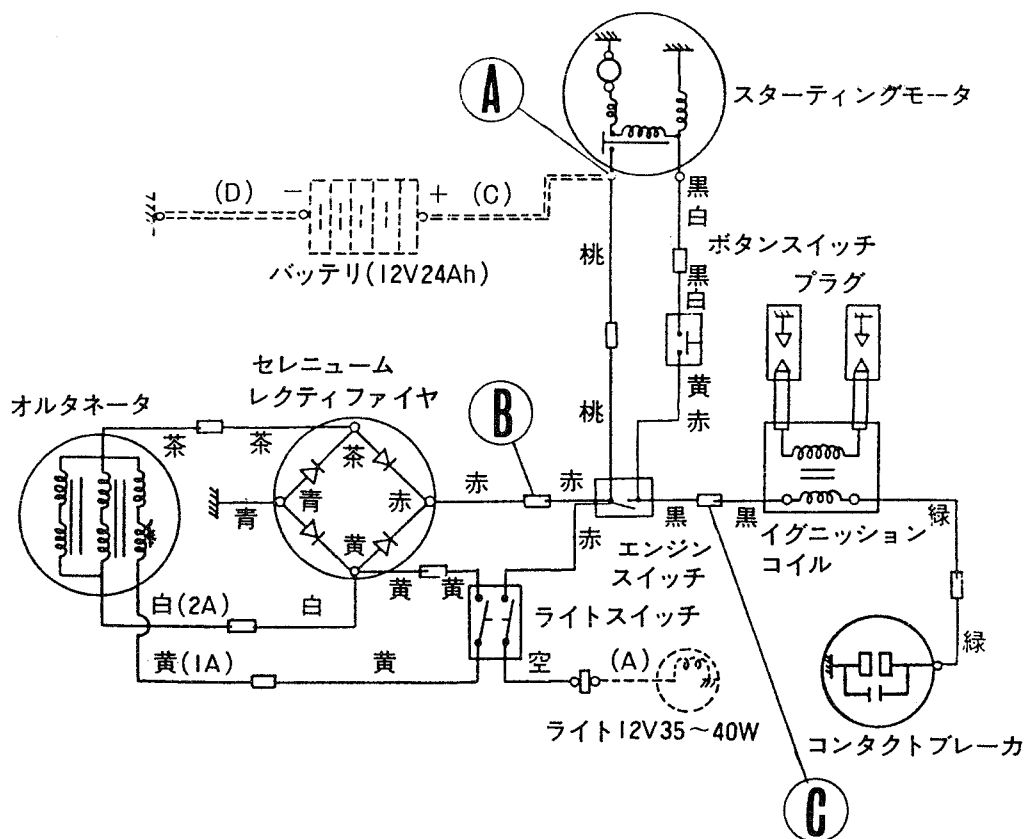 A
スターティングモータ
(D) − + (C)
バッテリ(12V24Ah)
黒
白
ボタンスイッチ
桃
黒
白
プラグ
セレニューム
レクティファイヤ
オルタネータ
B
桃
黄
赤
茶 茶 茶
青 青 赤 赤 赤
黄
赤
黒 黒
緑
エンジン
スイッチ
イグニッション
コイル
黄 黄
白(2A) 白
ライトスイッチ
緑
黄(1A) 黄 空 (A)
ライト12V35～40W
コンタクトブレーカ
C